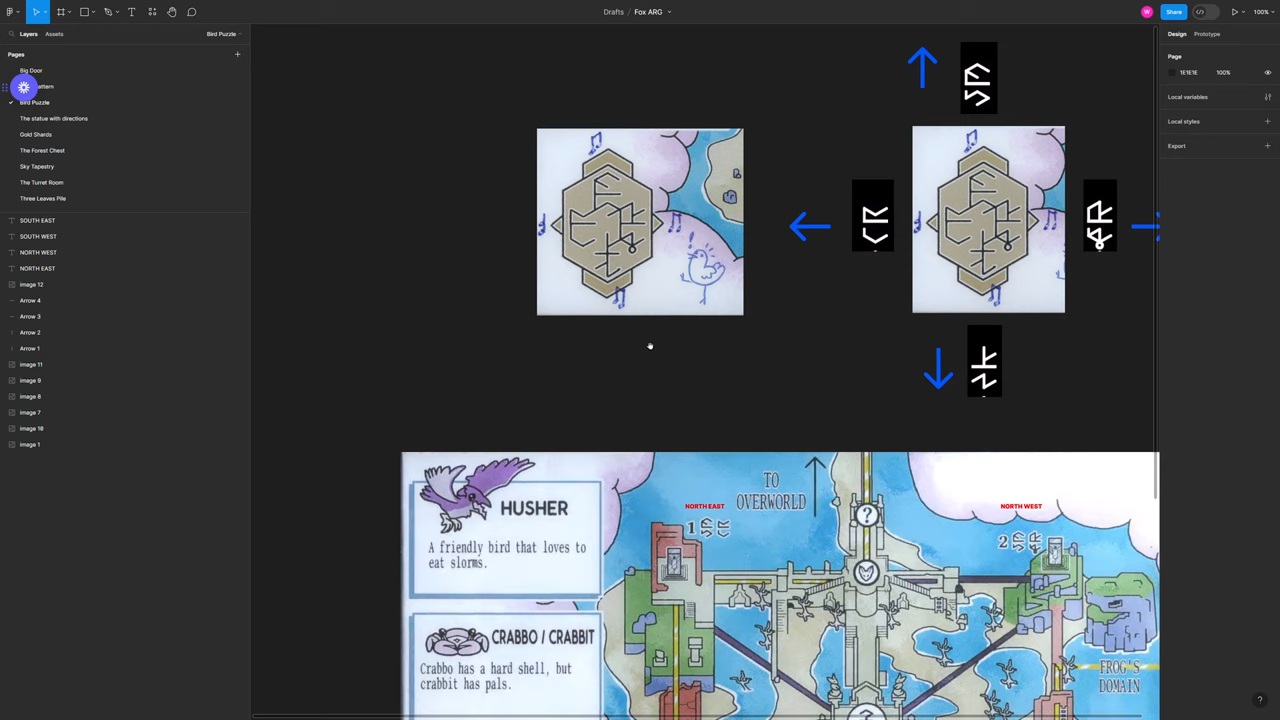 Drafts / Fox ARG
W
Share
100%
Layers
Assets
Bird Puzzle
Design
Prototype
Pages
Page
Big Door
1E1E1E
100%
attern
Bird Puzzle
Local variables
The statue with directions
Local styles
Gold Shards
Export
The Forest Chest
Sky Tapestry
The Turret Room
Three Leaves Pile
SOUTH EAST
SOUTH WEST
NORTH WEST
NORTH EAST
image 12
Arrow 4
Arrow 3
Arrow 2
Arrow 1
image 11
image 9
image 8
image 7
image 10
image 1
HUSHER
A friendly bird that loves to
eat slorms.
CRABBO / CRABBIT
Crabbo has a hard shell, but
crabbit has pals.
TO
OVERWORLD
NORTH EAST
1
NORTH WEST
2
?
FROG'S
DOMAIN
?
?